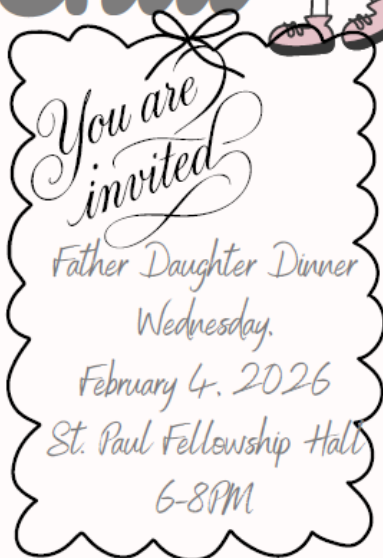 You are
invited
Father Daughter Dinner
Wednesday,
February 4, 2026
St. Paul Fellowship Hall
6-8PM